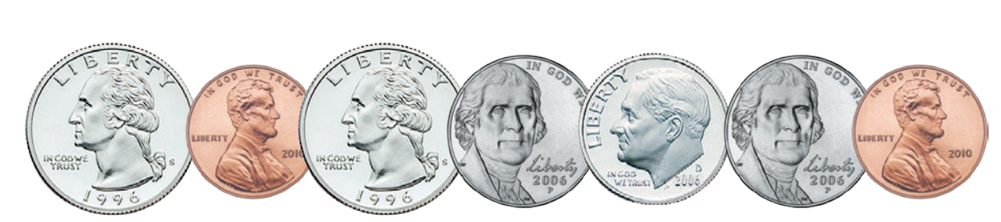 LIBERTY
IN GOD WE
TRUST
S
1996
IN GOD WE TRUST
LIBERTY
2010
LIBERTY
IN GOD WE
TRUST
S
1996
IN GOD W
Liberty
2006
P
LIBERTY
IN GOD
WE TRUST
D
2006
IN GOD W
Liberty
2006
P
IN GOD WE TRUST
LIBERTY
2010